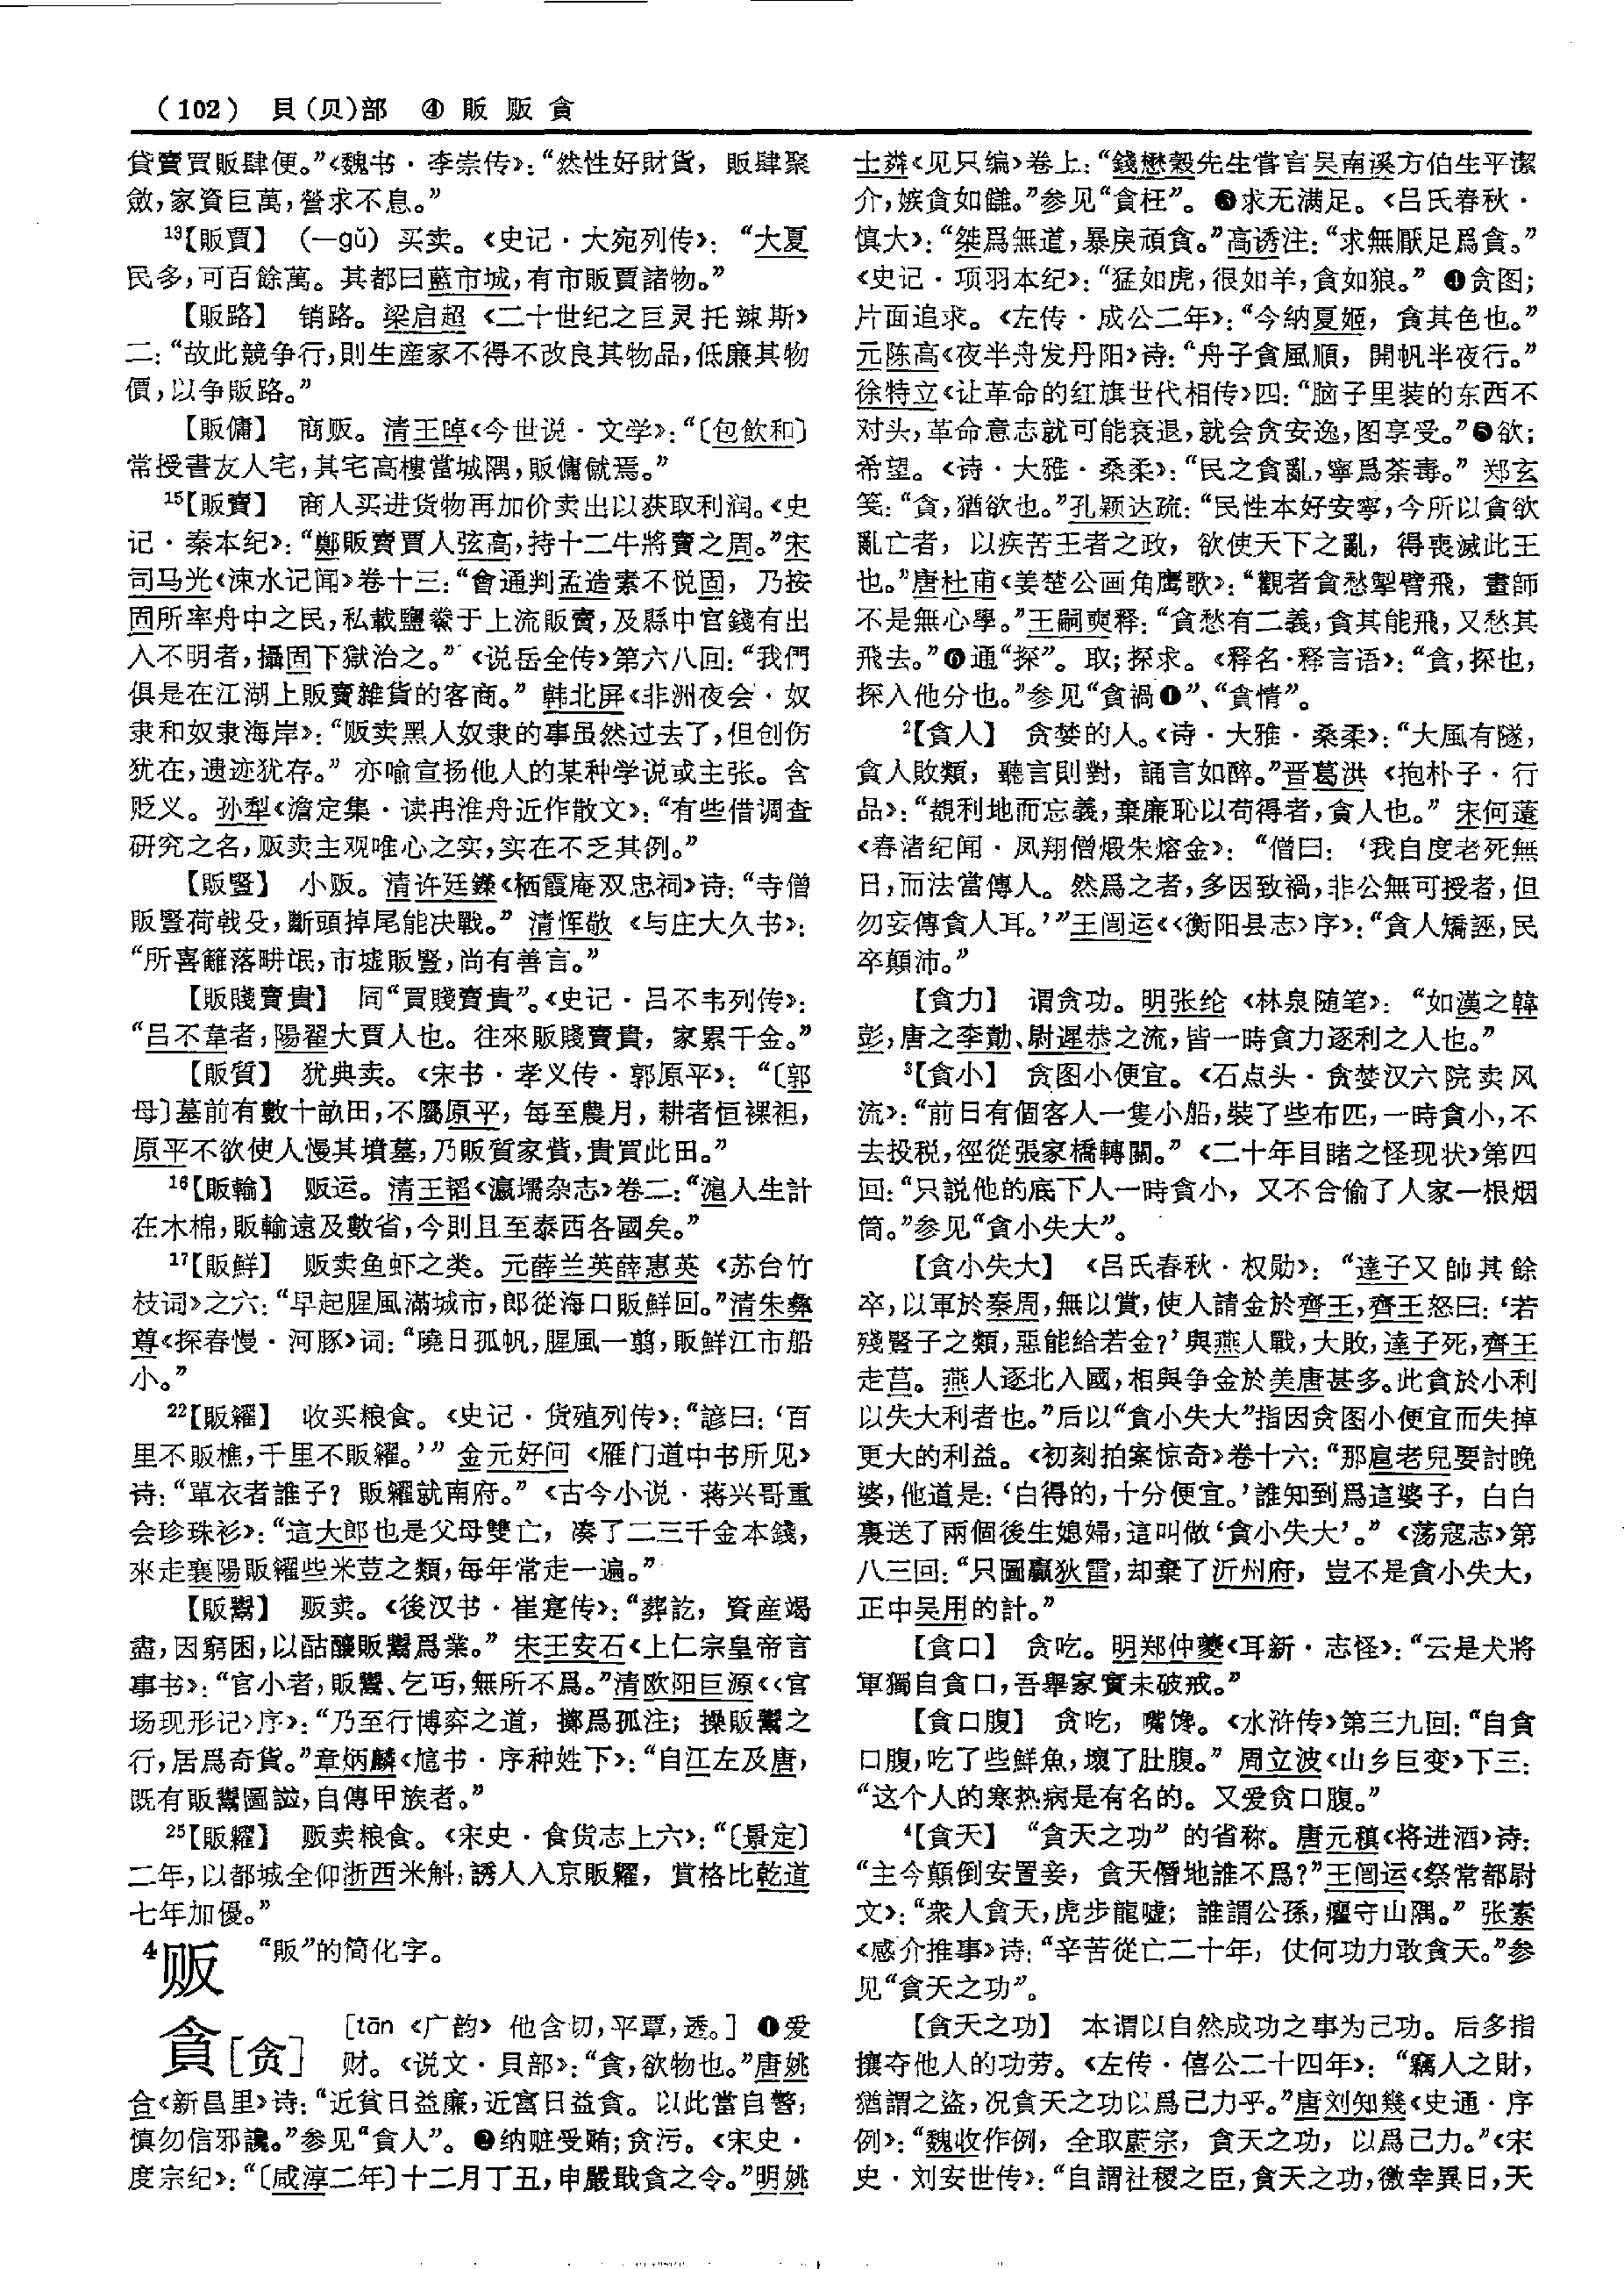 （102） 貝（贝）部 ④ 販 贩 貪
貸賣買販肆便。”《魏书·李崇传》：“然性好財貨，販肆聚
斂，家資巨萬，營求不息。”
¹³【販賈】（—gǔ） 买卖。《史记·大宛列传》：“大夏
民多，可百餘萬。其都曰藍市城，有市販賈諸物。”
【販路】 销路。梁启超《二十世纪之巨灵托辣斯》
二：“故此競争行，則生産家不得不改良其物品，低廉其物
價，以争販路。”
【販傭】 商贩。清王晫《今世说·文学》：“〔包飲和〕
常授書友人宅，其宅高樓當城隅，販傭僦焉。”
¹⁵【販賣】 商人买进货物再加价卖出以获取利润。《史
记·秦本纪》：“鄭販賣賈人弦高，持十二牛將賣之周。”宋
司马光《涑水记闻》卷十三：“會通判孟造素不悦固，乃按
固所率舟中之民，私載鹽鯗于上流販賣，及縣中官錢有出
入不明者，攝固下獄治之。”《说岳全传》第六八回：“我們
俱是在江湖上販賣雜貨的客商。”韩北屏《非洲夜会·奴
隶和奴隶海岸》：“贩卖黑人奴隶的事虽然过去了，但创伤
犹在，遗迹犹存。”亦喻宣扬他人的某种学说或主张。含
贬义。孙犁《澹定集·读冉淮舟近作散文》：“有些借调查
研究之名，贩卖主观唯心之实，实在不乏其例。”
【販豎】 小贩。清许廷鑅《栖霞庵双忠祠》诗：“寺僧
販豎荷戟殳，斷頭掉尾能决戰。”清恽敬《与庄大久书》：
“所喜籬落畊氓，市墟販豎，尚有善言。”
【販賤賣貴】 同“買賤賣貴”。《史记·吕不韦列传》：
“吕不韋者，陽翟大賈人也。往來販賤賣貴，家累千金。”
【販質】 犹典卖。《宋书·孝义传·郭原平》：“〔郭
母〕墓前有數十畝田，不屬原平，每至農月，耕者恒裸袒，
原平不欲使人慢其墳墓，乃販質家貲，貴買此田。”
¹⁶【販輸】 贩运。清王韬《瀛壖杂志》卷二：“滬人生計
在木棉，販輸遠及數省，今則且至泰西各國矣。”
¹⁷【販鮮】 贩卖鱼虾之类。元薛兰英薛惠英《苏台竹
枝词》之六：“早起腥風滿城市，郎從海口販鮮回。”清朱彝
尊《探春慢·河豚》词：“曉日孤帆，腥風一翦，販鮮江市船
小。”
²²【販糴】 收买粮食。《史记·货殖列传》：“諺曰：‘百
里不販樵，千里不販糴。’”金元好问《雁门道中书所见》
诗：“單衣者誰子？販糴就南府。”《古今小说·蒋兴哥重
会珍珠衫》：“這大郎也是父母雙亡，凑了二三千金本錢，
來走襄陽販糴些米荳之類，每年常走一遍。”
【販鬻】 贩卖。《後汉书·崔寔传》：“葬訖，資産竭
盡，因窮困，以酤釀販鬻爲業。”宋王安石《上仁宗皇帝言
事书》：“官小者，販鬻、乞丐，無所不爲。”清欧阳巨源《〈官
场现形记〉序》：“乃至行博弈之道，擲爲孤注；操販鬻之
行，居爲奇貨。”章炳麟《訄书·序种姓下》：“自江左及唐，
既有販鬻圖譜，自傳甲族者。”
²⁵【販糶】 贩卖粮食。《宋史·食货志上六》：“〔景定〕
二年，以都城全仰浙西米斛，誘人入京販糶，賞格比乾道
七年加優。”
⁴贩 “販”的简化字。
貪［贪］ ［tān 《广韵》 他含切，平覃，透。］ ❶爱
财。《说文·貝部》：“貪，欲物也。”唐姚
合《新昌里》诗：“近貧日益廉，近富日益貪。以此當自警，
慎勿信邪讒。”参见“貪人”。❷纳赃受贿；贪污。《宋史·
度宗纪》：“〔咸淳二年〕十二月丁丑，申嚴戢貪之令。”明姚
士粦《见只编》卷上：“錢懋穀先生嘗言吴南溪方伯生平潔
介，嫉貪如讎。”参见“貪枉”。❸求无满足。《吕氏春秋·
慎大》：“桀爲無道，暴戾頑貪。”高诱注：“求無厭足爲貪。”
《史记·项羽本纪》：“猛如虎，很如羊，貪如狼。”❹贪图；
片面追求。《左传·成公二年》：“今納夏姬，貪其色也。”
元陈高《夜半舟发丹阳》诗：“舟子貪風順，開帆半夜行。”
徐特立《让革命的红旗世代相传》四：“脑子里装的东西不
对头，革命意志就可能衰退，就会贪安逸，图享受。”❺欲；
希望。《诗·大雅·桑柔》：“民之貪亂，寧爲荼毒。”郑玄
笺：“貪，猶欲也。”孔颖达疏：“民性本好安寧，今所以貪欲
亂亡者，以疾苦王者之政，欲使天下之亂，得喪滅此王
也。”唐杜甫《姜楚公画角鹰歌》：“觀者貪愁掣臂飛，畫師
不是無心學。”王嗣奭释：“貪愁有二義，貪其能飛，又愁其
飛去。”❻通“探”。取；探求。《释名·释言语》：“貪，探也，
探入他分也。”参见“貪禍❶”、“貪情”。
²【貪人】 贪婪的人。《诗·大雅·桑柔》：“大風有隧，
貪人敗類，聽言則對，誦言如醉。”晋葛洪《抱朴子·行
品》：“覩利地而忘義，棄廉恥以苟得者，貪人也。”宋何薳
《春渚纪闻·凤翔僧煅朱熔金》：“僧曰：‘我自度老死無
日，而法當傳人。然爲之者，多因致禍，非公無可授者，但
勿妄傳貪人耳。’”王闿运《〈衡阳县志〉序》：“貪人矯誣，民
卒顛沛。”
【貪力】 谓贪功。明张纶《林泉随笔》：“如漢之韓
彭，唐之李勣、尉遲恭之流，皆一時貪力逐利之人也。”
³【貪小】 贪图小便宜。《石点头·贪婪汉六院卖风
流》：“前日有個客人一隻小船，裝了些布匹，一時貪小，不
去投税，徑從張家橋轉關。”《二十年目睹之怪现状》第四
回：“只説他的底下人一時貪小，又不合偷了人家一根烟
筒。”参见“貪小失大”。
【貪小失大】 《吕氏春秋·权勋》：“達子又帥其餘
卒，以軍於秦周，無以賞，使人請金於齊王，齊王怒曰：‘若
殘豎子之類，惡能給若金？’與燕人戰，大敗，達子死，齊王
走莒。燕人逐北入國，相與争金於美唐甚多。此貪於小利
以失大利者也。”后以“貪小失大”指因贪图小便宜而失掉
更大的利益。《初刻拍案惊奇》卷十六：“那扈老兒要討晚
婆，他道是：‘白得的，十分便宜。’誰知到爲這婆子，白白
裏送了兩個後生媳婦，這叫做‘貪小失大’。”《荡寇志》第
八三回：“只圖贏狄雷，却棄了沂州府，豈不是貪小失大，
正中吴用的計。”
【貪口】 贪吃。明郑仲夔《耳新·志怪》：“云是犬將
軍獨自貪口，吾舉家實未破戒。”
【貪口腹】 贪吃，嘴馋。《水浒传》第三九回：“自貪
口腹，吃了些鮮魚，壞了肚腹。”周立波《山乡巨变》下三：
“这个人的寒热病是有名的。又爱贪口腹。”
⁴【貪天】 “貪天之功”的省称。唐元稹《将进酒》诗：
“主今顛倒安置妾，貪天僭地誰不爲？”王闿运《祭常都尉
文》：“衆人貪天，虎步龍嘘；誰謂公孫，癯守山隅。”张素
《感介推事》诗：“辛苦從亡二十年，仗何功力敢貪天。”参
见“貪天之功”。
【貪天之功】 本谓以自然成功之事为己功。后多指
攘夺他人的功劳。《左传·僖公二十四年》：“竊人之財，
猶謂之盜，况貪天之功以爲己力乎。”唐刘知幾《史通·序
例》：“魏收作例，全取蔚宗，貪天之功，以爲己力。”《宋
史·刘安世传》：“自謂社稷之臣，貪天之功，徼幸異日，天